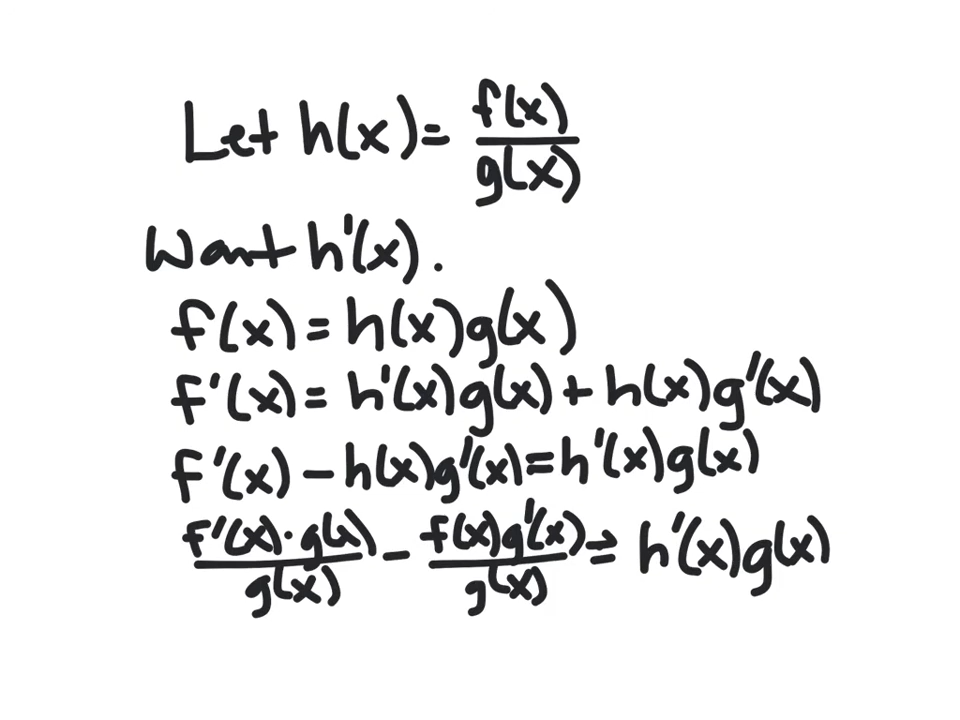 Let h(x) = f(x)/g(x)
Want h'(x).
f(x) = h(x)g(x)
f'(x) = h'(x)g(x) + h(x)g'(x)
f'(x) - h(x)g'(x) = h'(x)g(x)
f'(x)·g(x)/g(x) - f(x)g'(x)/g(x) = h'(x)g(x)